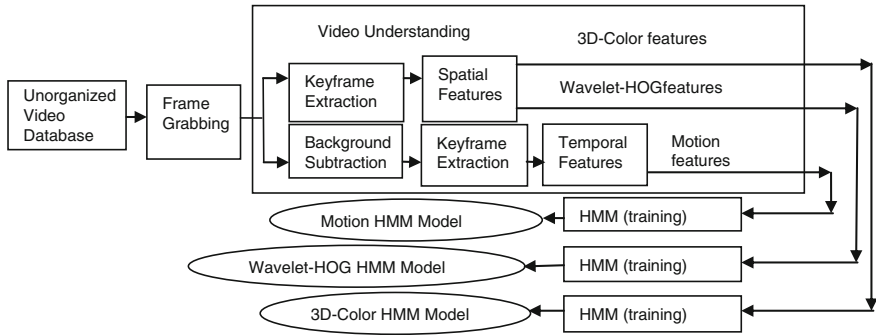 Video Understanding
3D-Color features
Unorganized
Video
Database
Frame
Grabbing
Keyframe
Extraction
Spatial
Features
Wavelet-HOGfeatures
Background
Subtraction
Keyframe
Extraction
Temporal
Features
Motion
features
Motion HMM Model
HMM (training)
Wavelet-HOG HMM Model
HMM (training)
3D-Color HMM Model
HMM (training)